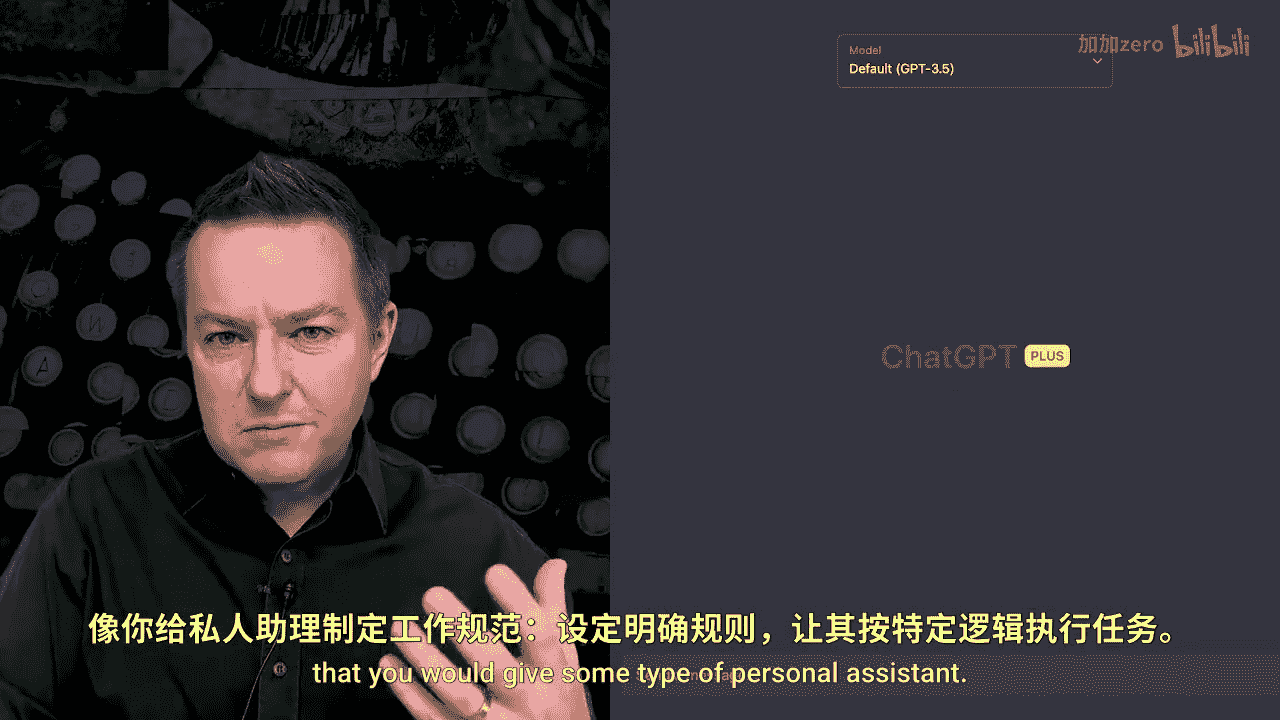 Model
Default (GPT-3.5)
加加zero bilibili
ChatGPT PLUS
像你给私人助理制定工作规范：设定明确规则，让其按特定逻辑执行任务。
that you would give some type of personal assistant.